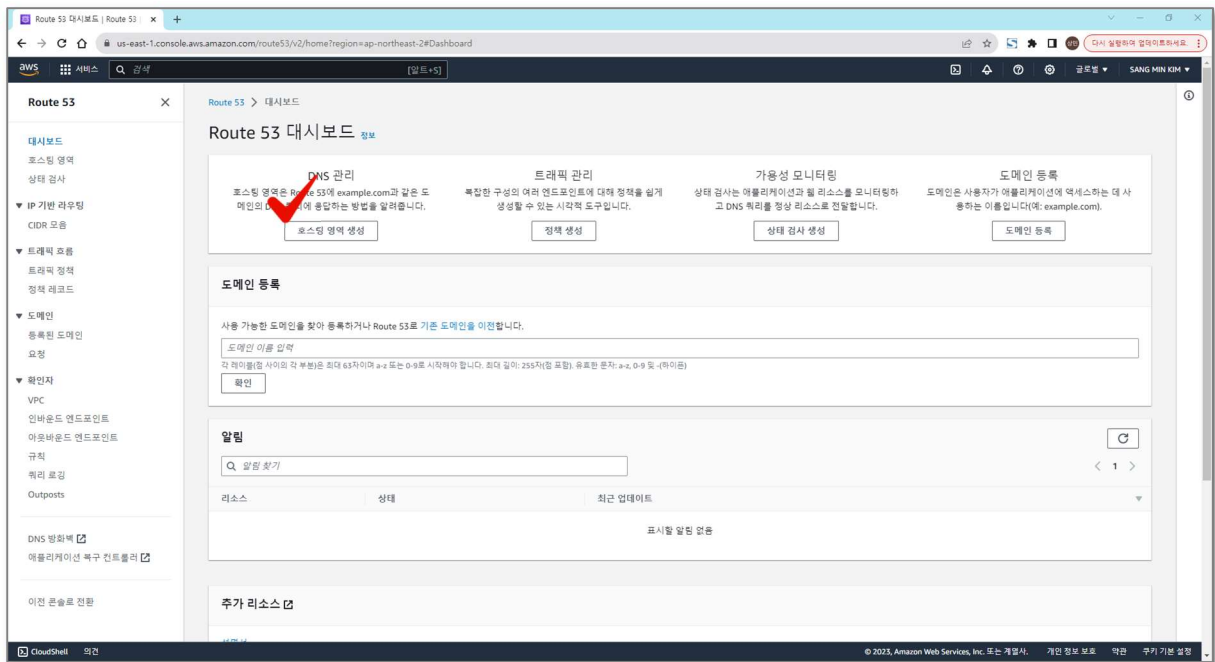 Route 53 대시보드 | Route 53
us-east-1.console.aws.amazon.com/route53/v2/home?region=ap-northeast-2#Dashboard
상민
다시 실행하여 업데이트하세요.
aws
서비스
검색
[알트+S]
글로벌
SANG MIN KIM
Route 53
대시보드
호스팅 영역
상태 검사
IP 기반 라우팅
CIDR 모음
트래픽 흐름
트래픽 정책
정책 레코드
도메인
등록된 도메인
요청
확인자
VPC
인바운드 엔드포인트
아웃바운드 엔드포인트
규칙
쿼리 로깅
Outposts
DNS 방화벽
애플리케이션 복구 컨트롤러
이전 콘솔로 전환
Route 53 > 대시보드
Route 53 대시보드 정보
DNS 관리
호스팅 영역은 Route 53에 example.com과 같은 도
메인의 DNS 쿼리에 응답하는 방법을 알려줍니다.
호스팅 영역 생성
트래픽 관리
복잡한 구성의 여러 엔드포인트에 대해 정책을 쉽게
생성할 수 있는 시각적 도구입니다.
정책 생성
가용성 모니터링
상태 검사는 애플리케이션과 웹 리소스를 모니터링하
고 DNS 쿼리를 정상 리소스로 전달합니다.
상태 검사 생성
도메인 등록
도메인은 사용자가 애플리케이션에 액세스하는 데 사
용하는 이름입니다(예: example.com).
도메인 등록
도메인 등록
사용 가능한 도메인을 찾아 등록하거나 Route 53로 기존 도메인을 이전합니다.
도메인 이름 입력
각 레이블(점 사이의 각 부분)은 최대 63자이며 a-z 또는 0-9로 시작해야 합니다. 최대 길이: 255자(점 포함). 유효한 문자: a-z, 0-9 및 -(하이픈)
확인
알림
알림 찾기
1
리소스
상태
최근 업데이트
표시할 알림 없음
추가 리소스
CloudShell
의견
© 2023, Amazon Web Services, Inc. 또는 계열사.
개인 정보 보호
약관
쿠키 기본 설정